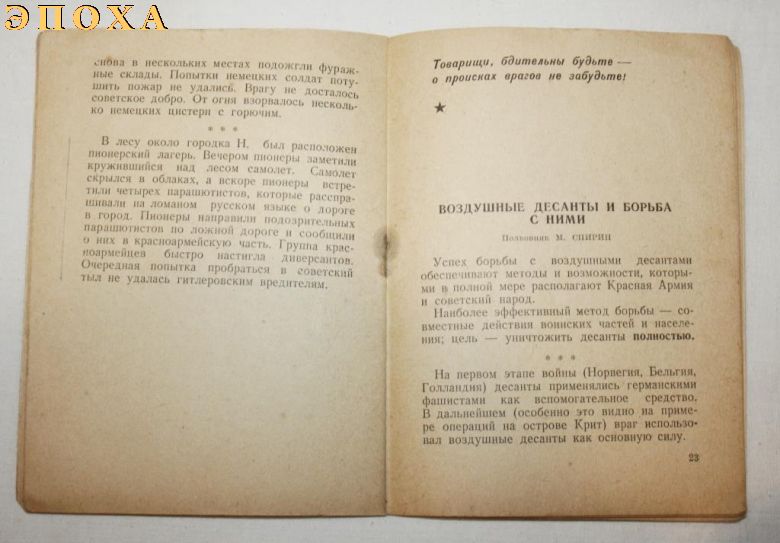 ЭПОХА
снова в нескольких местах подожгли фураж-
ные склады. Попытки немецких солдат поту-
шить пожар не удались. Врагу не досталось
советское добро. От огня взорвалось несколь-
ко немецких цистерн с горючим.
* * *
В лесу около городка Н. был расположен
пионерский лагерь. Вечером пионеры заметили
кружившийся над лесом самолет. Самолет
скрылся в облаках, а вскоре пионеры встре-
тили четырех парашютистов, которые расспра-
шивали на ломаном русском языке о дороге
в город. Пионеры направили подозрительных
парашютистов по ложной дороге и сообщили
о них в красноармейскую часть. Группа крас-
ноармейцев быстро настигла диверсантов.
Очередная попытка пробраться в советский
тыл не удалась гитлеровским вредителям.
Товарищи, бдительны будьте —
о происках врагов не забудьте!
★
ВОЗДУШНЫЕ ДЕСАНТЫ И БОРЬБА
С НИМИ
Полковник М. СПИРИН
Успех борьбы с воздушными десантами
обеспечивают методы и возможности, которы-
ми в полной мере располагают Красная Армия
и советский народ.
Наиболее эффективный метод борьбы — со-
вместные действия воинских частей и населе-
ния; цель — уничтожить десанты полностью.
* * *
На первом этапе войны (Норвегия, Бельгия,
Голландия) десанты применялись германскими
фашистами как вспомогательное средство.
В дальнейшем (особенно это видно на приме-
ре операций на острове Крит) враг использо-
вал воздушные десанты как основную силу.
23